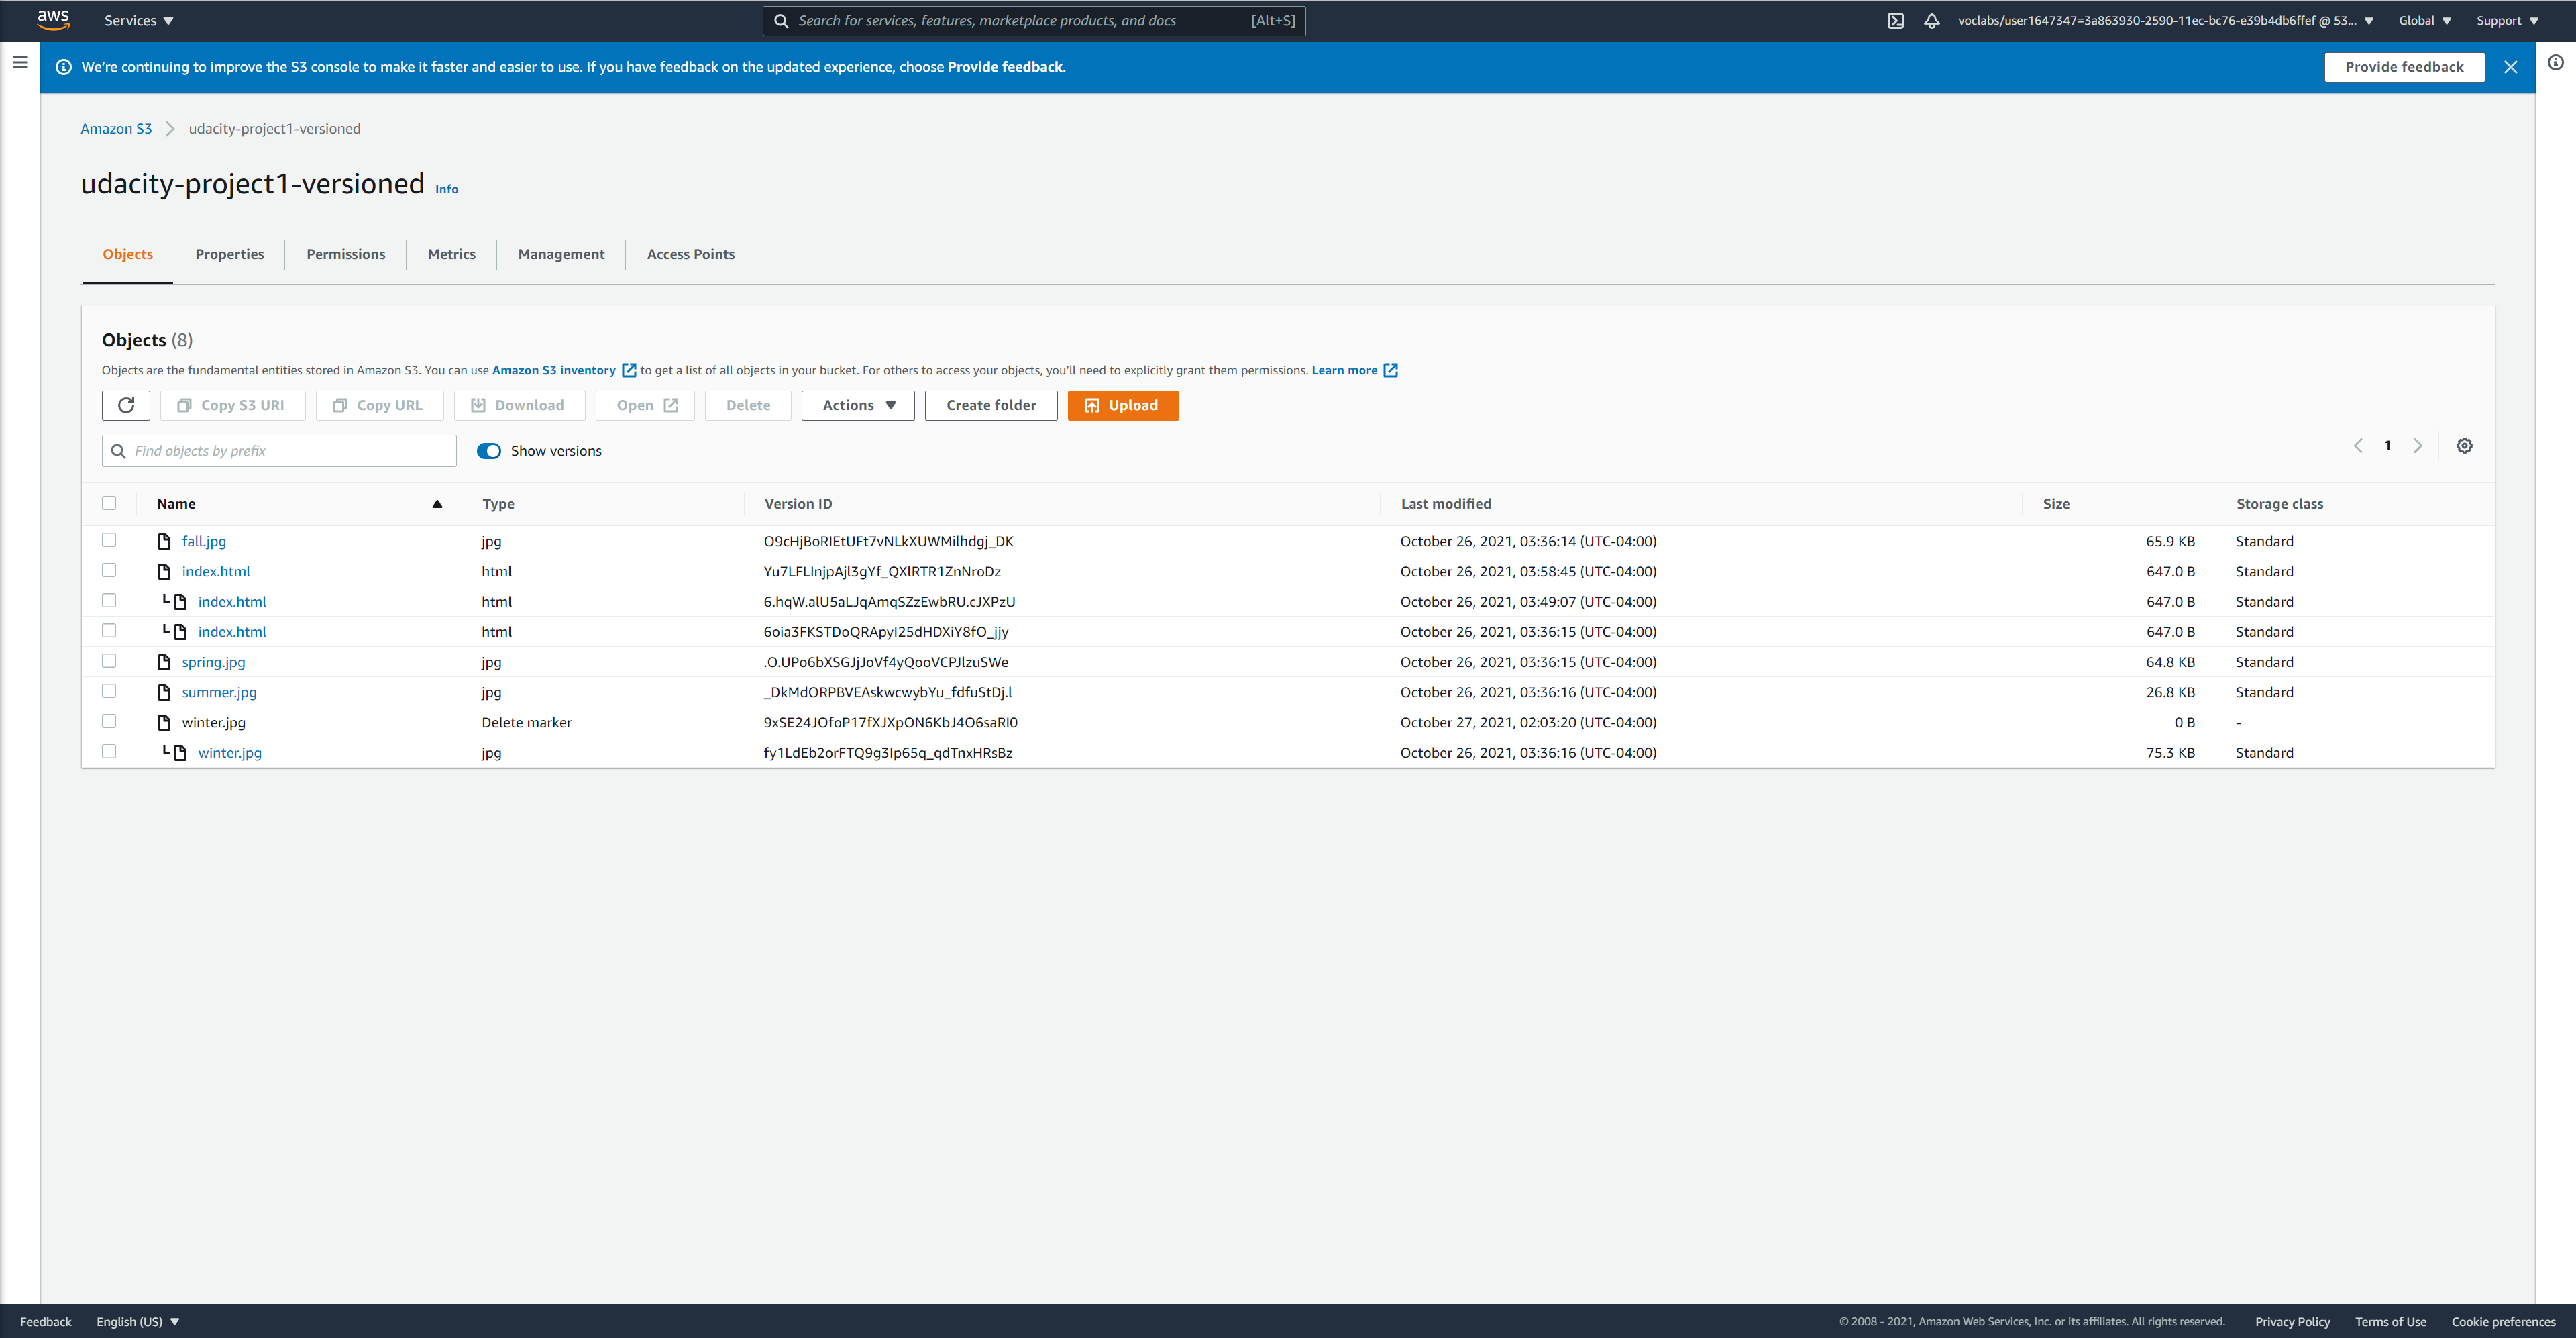 aws Services ▼ Search for services, features, marketplace products, and docs [Alt+S] voclabs/user1647347=3a863930-2590-11ec-bc76-e39b4db6ffef @ 53... ▼ Global ▼ Support ▼
We're continuing to improve the S3 console to make it faster and easier to use. If you have feedback on the updated experience, choose Provide feedback. Provide feedback
Amazon S3 > udacity-project1-versioned
udacity-project1-versioned Info
Objects Properties Permissions Metrics Management Access Points
Objects (8)
Objects are the fundamental entities stored in Amazon S3. You can use Amazon S3 inventory to get a list of all objects in your bucket. For others to access your objects, you'll need to explicitly grant them permissions. Learn more
Copy S3 URI Copy URL Download Open Delete Actions ▼ Create folder Upload
Find objects by prefix Show versions < 1 >
Name ▲ Type Version ID Last modified Size Storage class
fall.jpg jpg O9cHjBoRIEtUFt7vNLkXUWMilhdgj_DK October 26, 2021, 03:36:14 (UTC-04:00) 65.9 KB Standard
index.html html Yu7LFLInjpAjl3gYf_QXlRTR1ZnNroDz October 26, 2021, 03:58:45 (UTC-04:00) 647.0 B Standard
index.html html 6.hqW.alU5aLJqAmqSZzEwbRU.cJXPzU October 26, 2021, 03:49:07 (UTC-04:00) 647.0 B Standard
index.html html 6oia3FKSTDoQRApyI25dHDXiY8fO_jjy October 26, 2021, 03:36:15 (UTC-04:00) 647.0 B Standard
spring.jpg jpg .O.UPo6bXSGJjJoVf4yQooVCPJlzuSWe October 26, 2021, 03:36:15 (UTC-04:00) 64.8 KB Standard
summer.jpg jpg _DkMdORPBVEAskwcwybYu_fdfuStDj.l October 26, 2021, 03:36:16 (UTC-04:00) 26.8 KB Standard
winter.jpg Delete marker 9xSE24JOfoP17fXJXpON6KbJ4O6saRI0 October 27, 2021, 02:03:20 (UTC-04:00) 0 B -
winter.jpg jpg fy1LdEb2orFTQ9g3Ip65q_qdTnxHRsBz October 26, 2021, 03:36:16 (UTC-04:00) 75.3 KB Standard
Feedback English (US) ▼ © 2008 - 2021, Amazon Web Services, Inc. or its affiliates. All rights reserved. Privacy Policy Terms of Use Cookie preferences